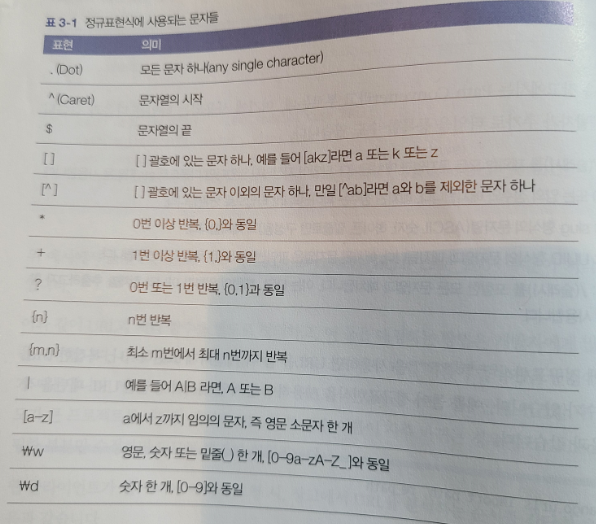 표 3-1 정규표현식에 사용되는 문자들
표현 의미
. (Dot) 모든 문자 하나(any single character)
^ (Caret) 문자열의 시작
$ 문자열의 끝
[ ] [ ] 괄호에 있는 문자 하나, 예를 들어 [akz]라면 a 또는 k 또는 z
[^ ] [ ] 괄호에 있는 문자 이외의 문자 하나, 만일 [^ab]라면 a와 b를 제외한 문자 하나
* 0번 이상 반복, {0,}와 동일
+ 1번 이상 반복, {1,}와 동일
? 0번 또는 1번 반복, {0,1}과 동일
{n} n번 반복
{m,n} 최소 m번에서 최대 n번까지 반복
| 예를 들어 A|B 라면, A 또는 B
[a-z] a에서 z까지 임의의 문자, 즉 영문 소문자 한 개
₩w 영문, 숫자 또는 밑줄(_) 한 개, [0-9a-zA-Z_]와 동일
₩d 숫자 한 개, [0-9]와 동일